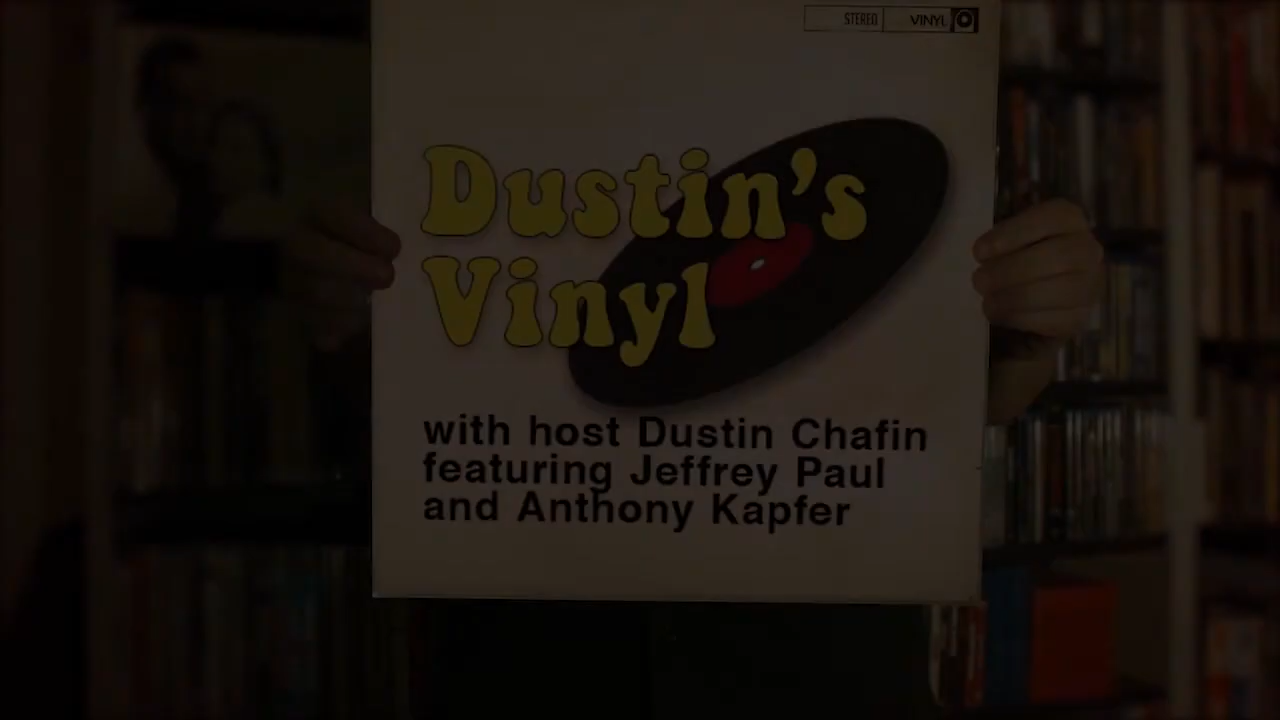 STEREO VINYL
Dustin's
Vinyl
with host Dustin Chafin
featuring Jeffrey Paul
and Anthony Kapfer